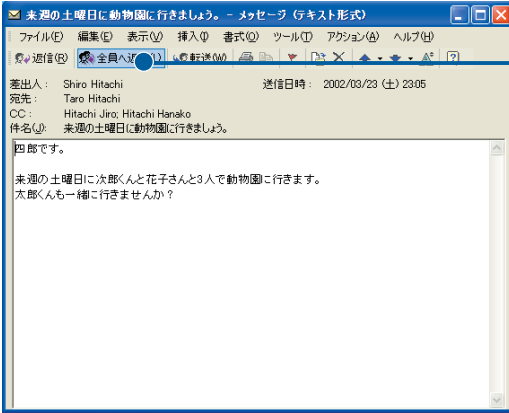 来週の土曜日に動物園に行きましょう。 - メッセージ (テキスト形式)
ファイル(F) 編集(E) 表示(V) 挿入(I) 書式(O) ツール(T) アクション(A) ヘルプ(H)
返信(R) 全員へ 転送(W)
差出人： Shiro Hitachi 送信日時： 2002/03/23 (土) 23:05
宛先： Taro Hitachi
CC： Hitachi Jiro; Hitachi Hanako
件名(J): 来週の土曜日に動物園に行きましょう。
四郎です。
来週の土曜日に次郎くんと花子さんと3人で動物園に行きます。
太郎くんも一緒に行きませんか？